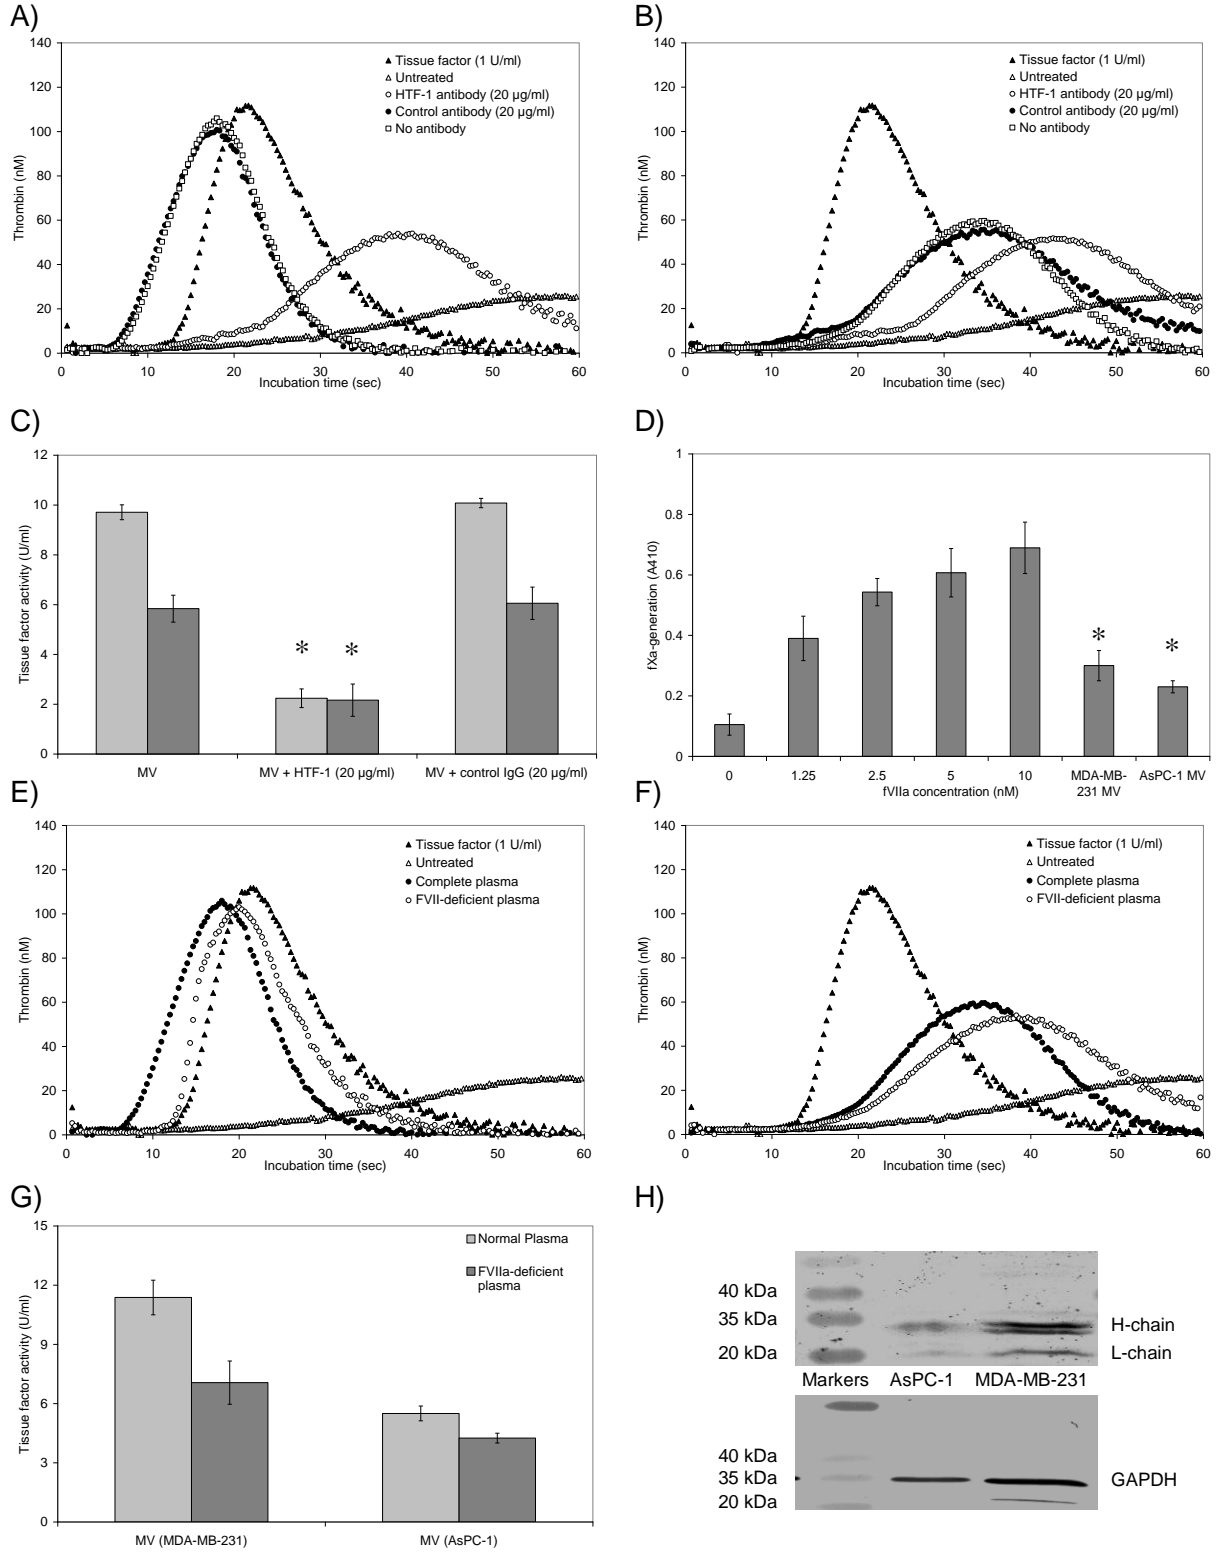 A)
140
120
100
80
60
40
20
0
Thrombin (nM)
0 10 20 30 40 50 60
Incubation time (sec)
Tissue factor (1 U/ml)
Untreated
HTF-1 antibody (20 µg/ml)
Control antibody (20 µg/ml)
No antibody
B)
140
120
100
80
60
40
20
0
Thrombin (nM)
0 10 20 30 40 50 60
Incubation time (sec)
Tissue factor (1 U/ml)
Untreated
HTF-1 antibody (20 µg/ml)
Control antibody (20 µg/ml)
No antibody
C)
12
10
8
6
4
2
0
Tissue factor activity (U/ml)
* *
MV MV + HTF-1 (20 µg/ml) MV + control IgG (20 µg/ml)
D)
1
0.8
0.6
0.4
0.2
0
fXa-generation (A410)
* *
0 1.25 2.5 5 10 MDA-MB- AsPC-1 MV
fVIIa concentration (nM) 231 MV
E)
140
120
100
80
60
40
20
0
Thrombin (nM)
0 10 20 30 40 50 60
Incubation time (sec)
Tissue factor (1 U/ml)
Untreated
Complete plasma
FVII-deficient plasma
F)
140
120
100
80
60
40
20
0
Thrombin (nM)
0 10 20 30 40 50 60
Incubation time (sec)
Tissue factor (1 U/ml)
Untreated
Complete plasma
FVII-deficient plasma
G)
15
12
9
6
3
0
Tissue factor activity (U/ml)
Normal Plasma
FVIIa-deficient
plasma
MV (MDA-MB-231) MV (AsPC-1)
H)
40 kDa
35 kDa
20 kDa
H-chain
L-chain
Markers AsPC-1 MDA-MB-231
40 kDa
35 kDa
20 kDa
GAPDH